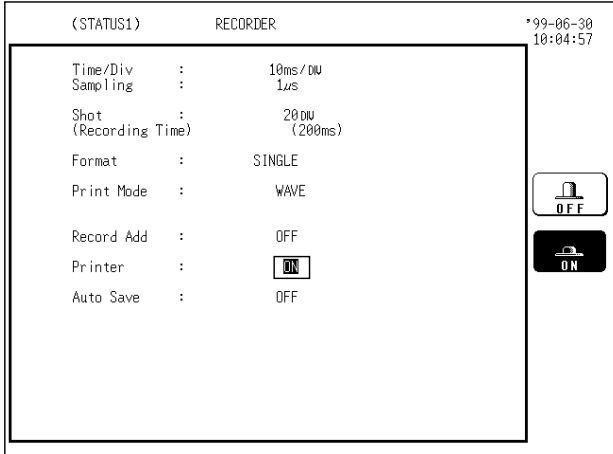 (STATUS1) RECORDER '99-06-30
10:04:57
Time/Div : 10ms/DIV
Sampling : 1µs
Shot : 20DIV
(Recording Time) (200ms)
Format : SINGLE
Print Mode : WAVE
OFF
Record Add : OFF
Printer : ON
ON
Auto Save : OFF